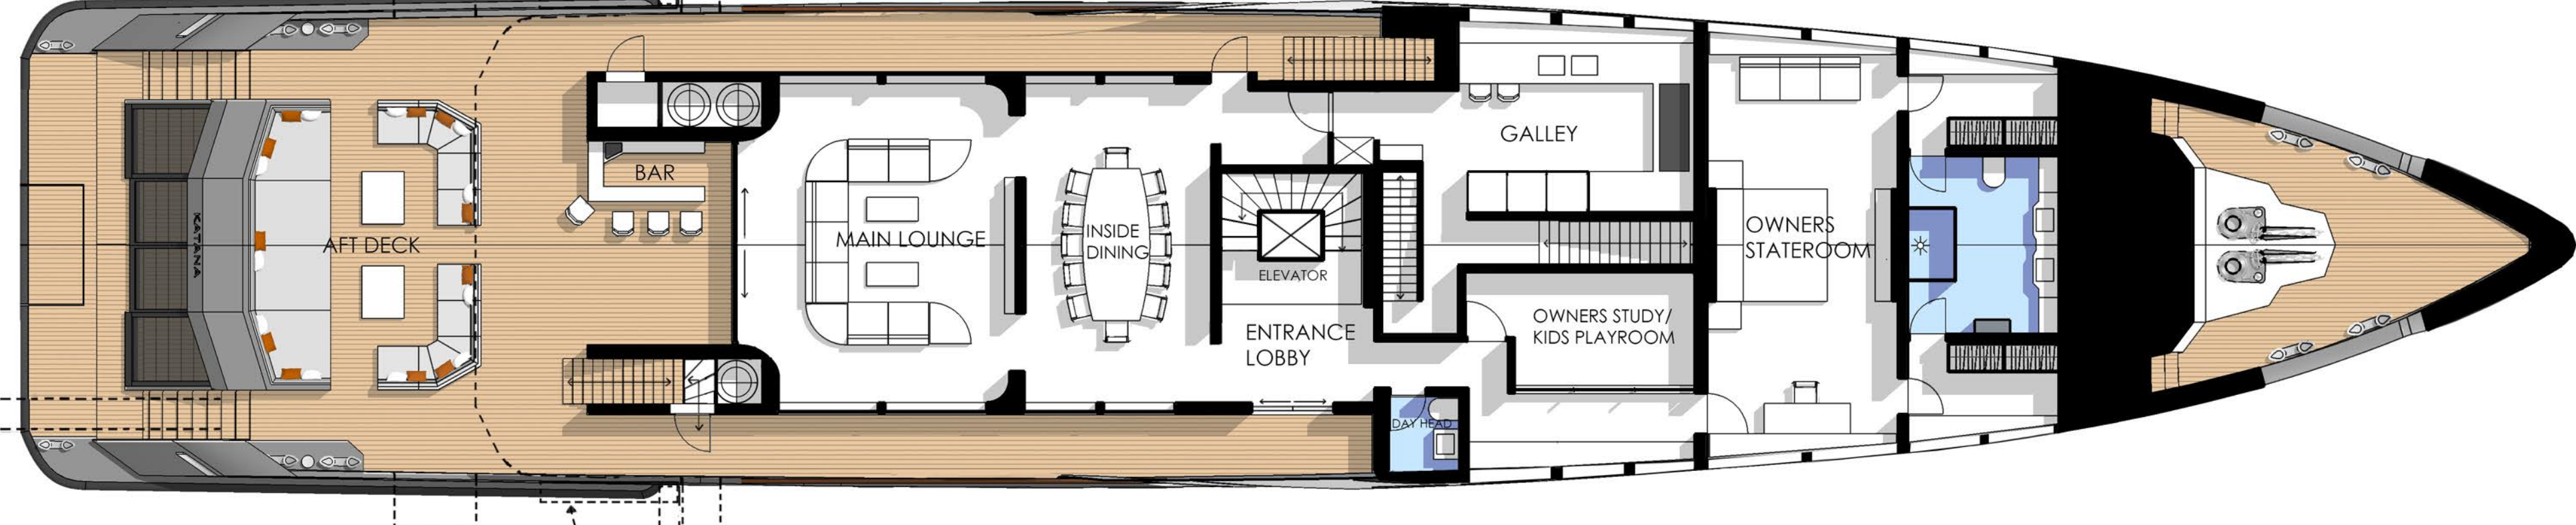 KATANA
AFT DECK
BAR
MAIN LOUNGE
INSIDE
DINING
ELEVATOR
ENTRANCE
LOBBY
DAY HEAD
GALLEY
OWNERS STUDY/
KIDS PLAYROOM
OWNERS
STATEROOM